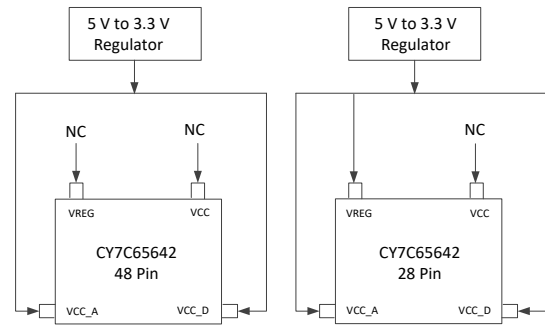 5 V to 3.3 V
Regulator
NC
NC
VREG
VCC
CY7C65642
48 Pin
VCC_A
VCC_D
5 V to 3.3 V
Regulator
NC
VREG
VCC
CY7C65642
28 Pin
VCC_A
VCC_D